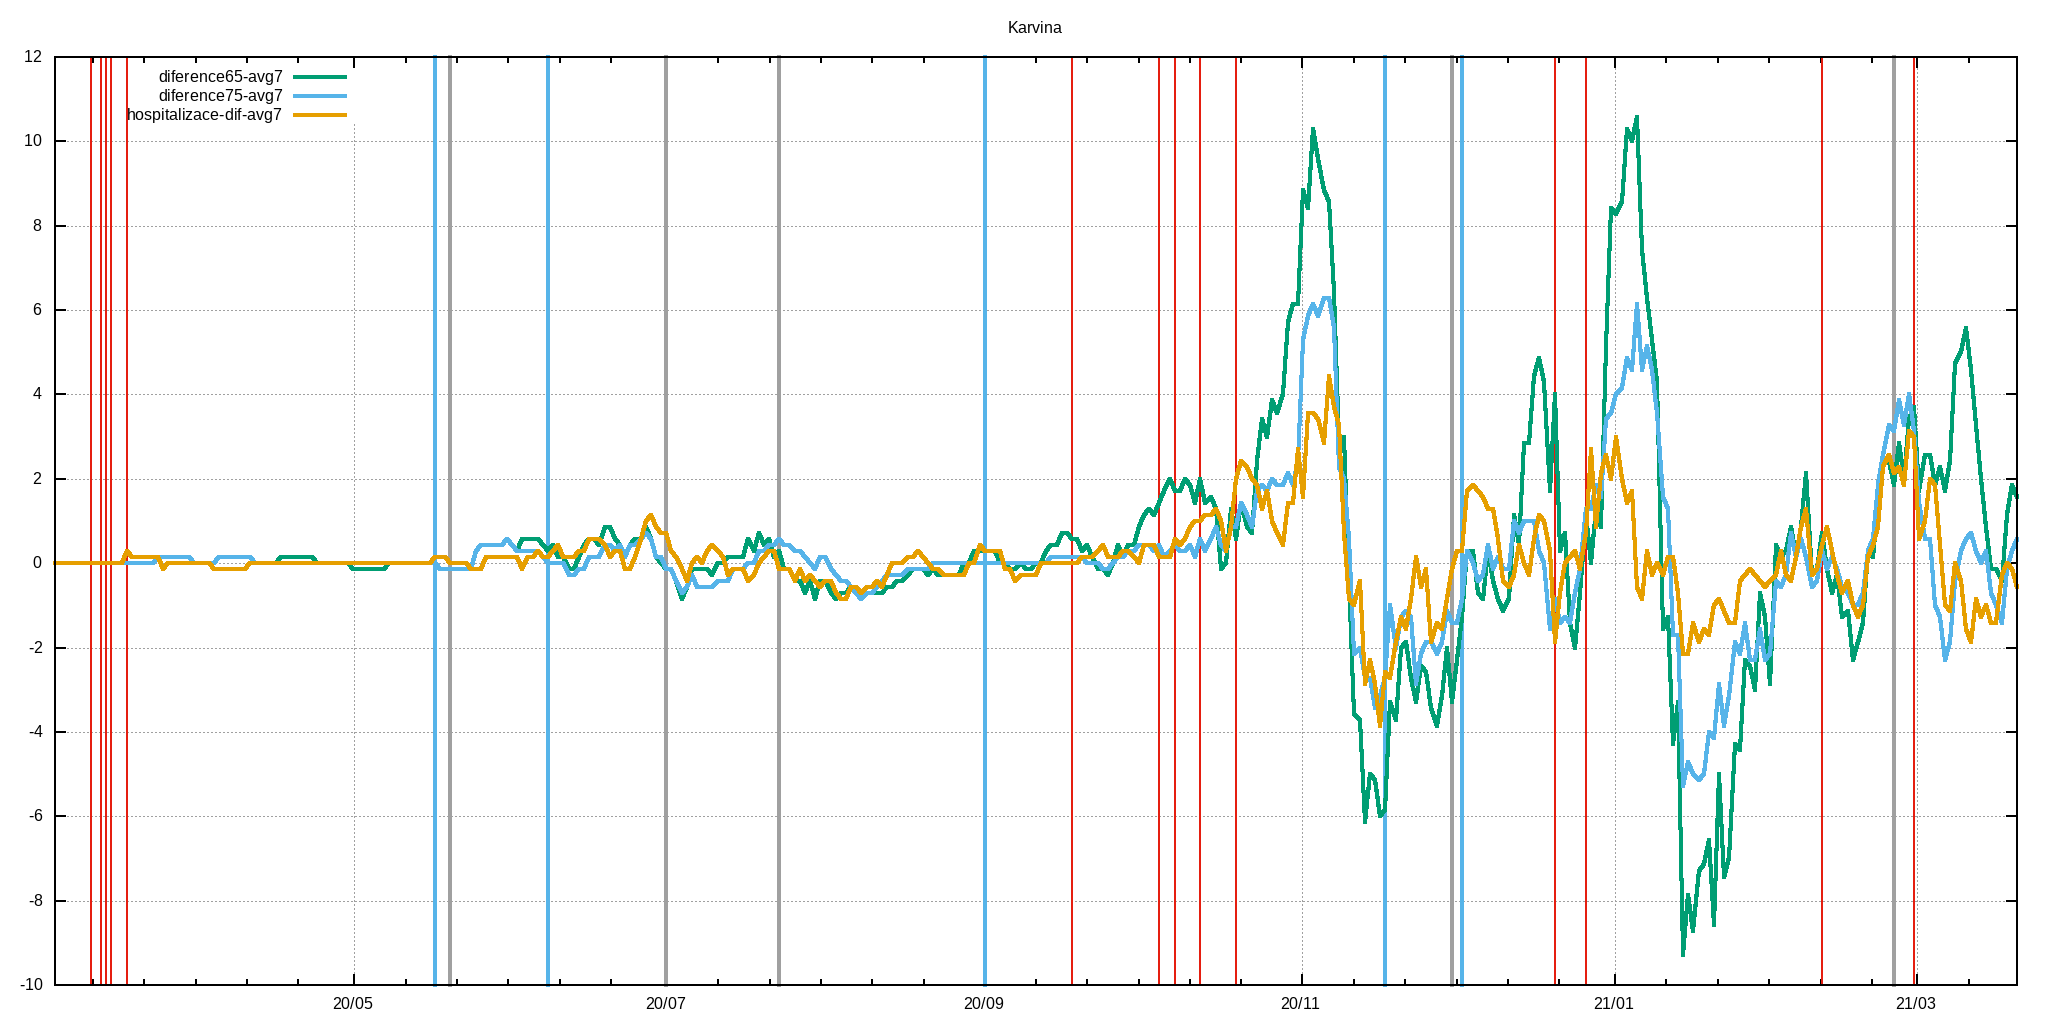 Karvina
12
diference65-avg7
diference75-avg7
hospitalizace-dif-avg7
10
8
6
4
2
0
-2
-4
-6
-8
-10
20/05 20/07 20/09 20/11 21/01 21/03